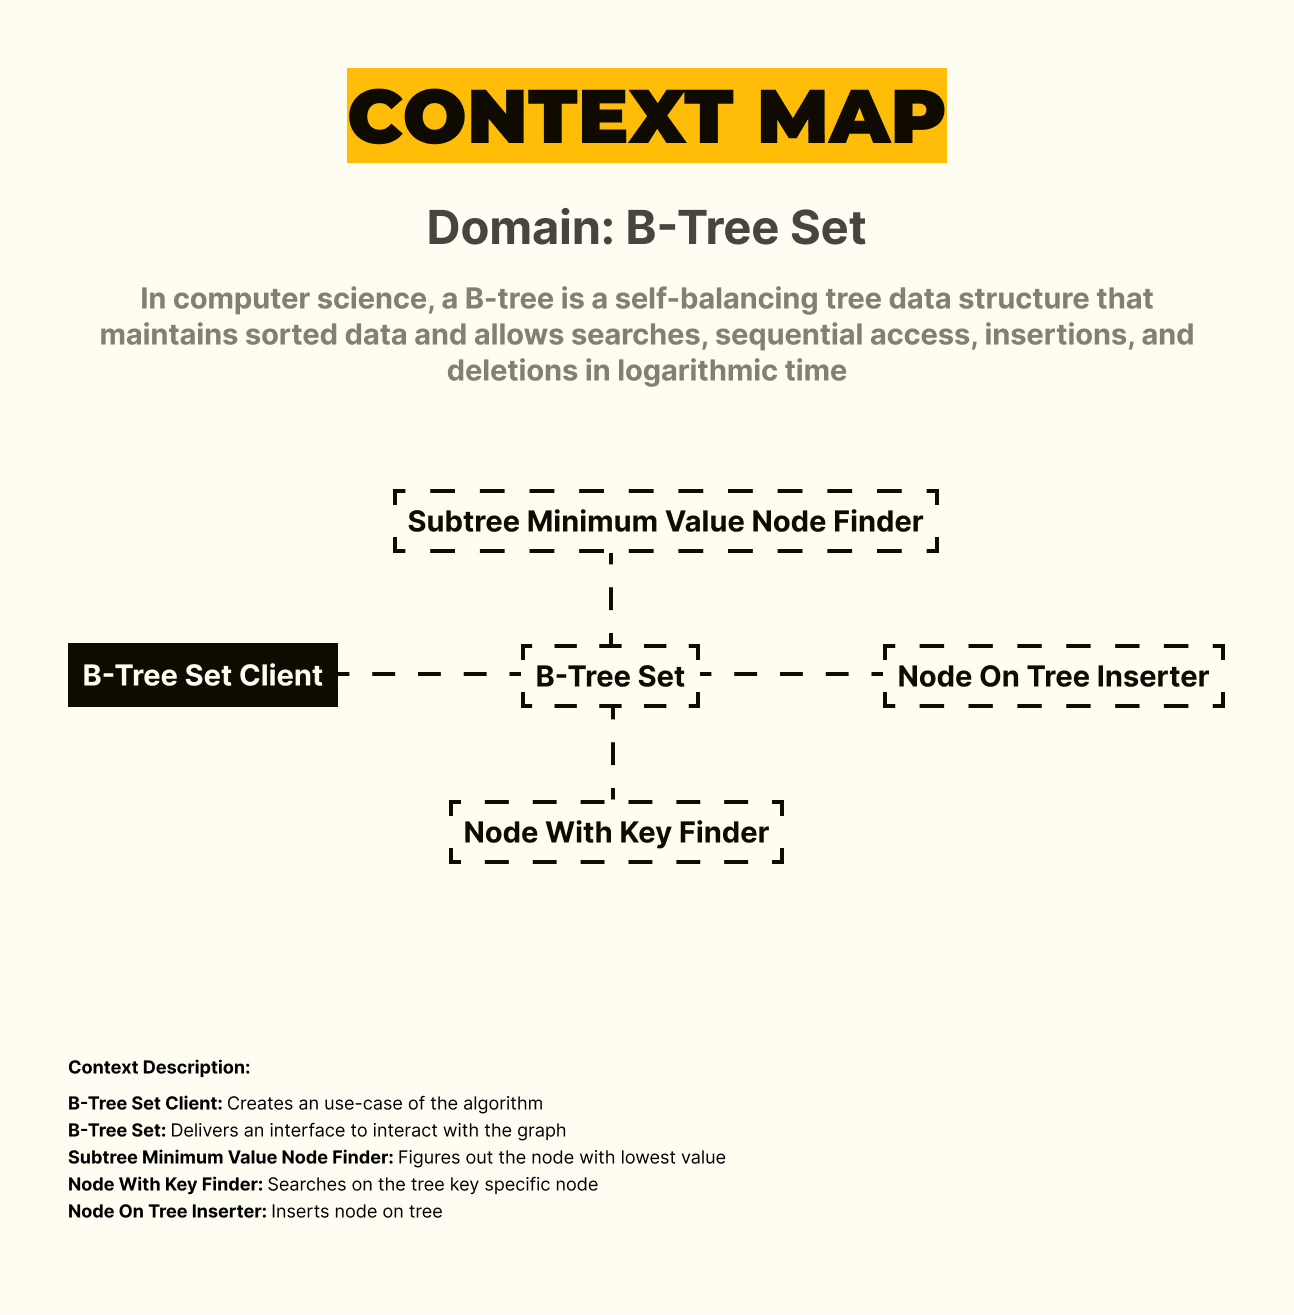 CONTEXT MAP
Domain: B-Tree Set
In computer science, a B-tree is a self-balancing tree data structure that
maintains sorted data and allows searches, sequential access, insertions, and
deletions in logarithmic time
Subtree Minimum Value Node Finder
B-Tree Set Client
B-Tree Set
Node On Tree Inserter
Node With Key Finder
Context Description:
B-Tree Set Client: Creates an use-case of the algorithm
B-Tree Set: Delivers an interface to interact with the graph
Subtree Minimum Value Node Finder: Figures out the node with lowest value
Node With Key Finder: Searches on the tree key specific node
Node On Tree Inserter: Inserts node on tree